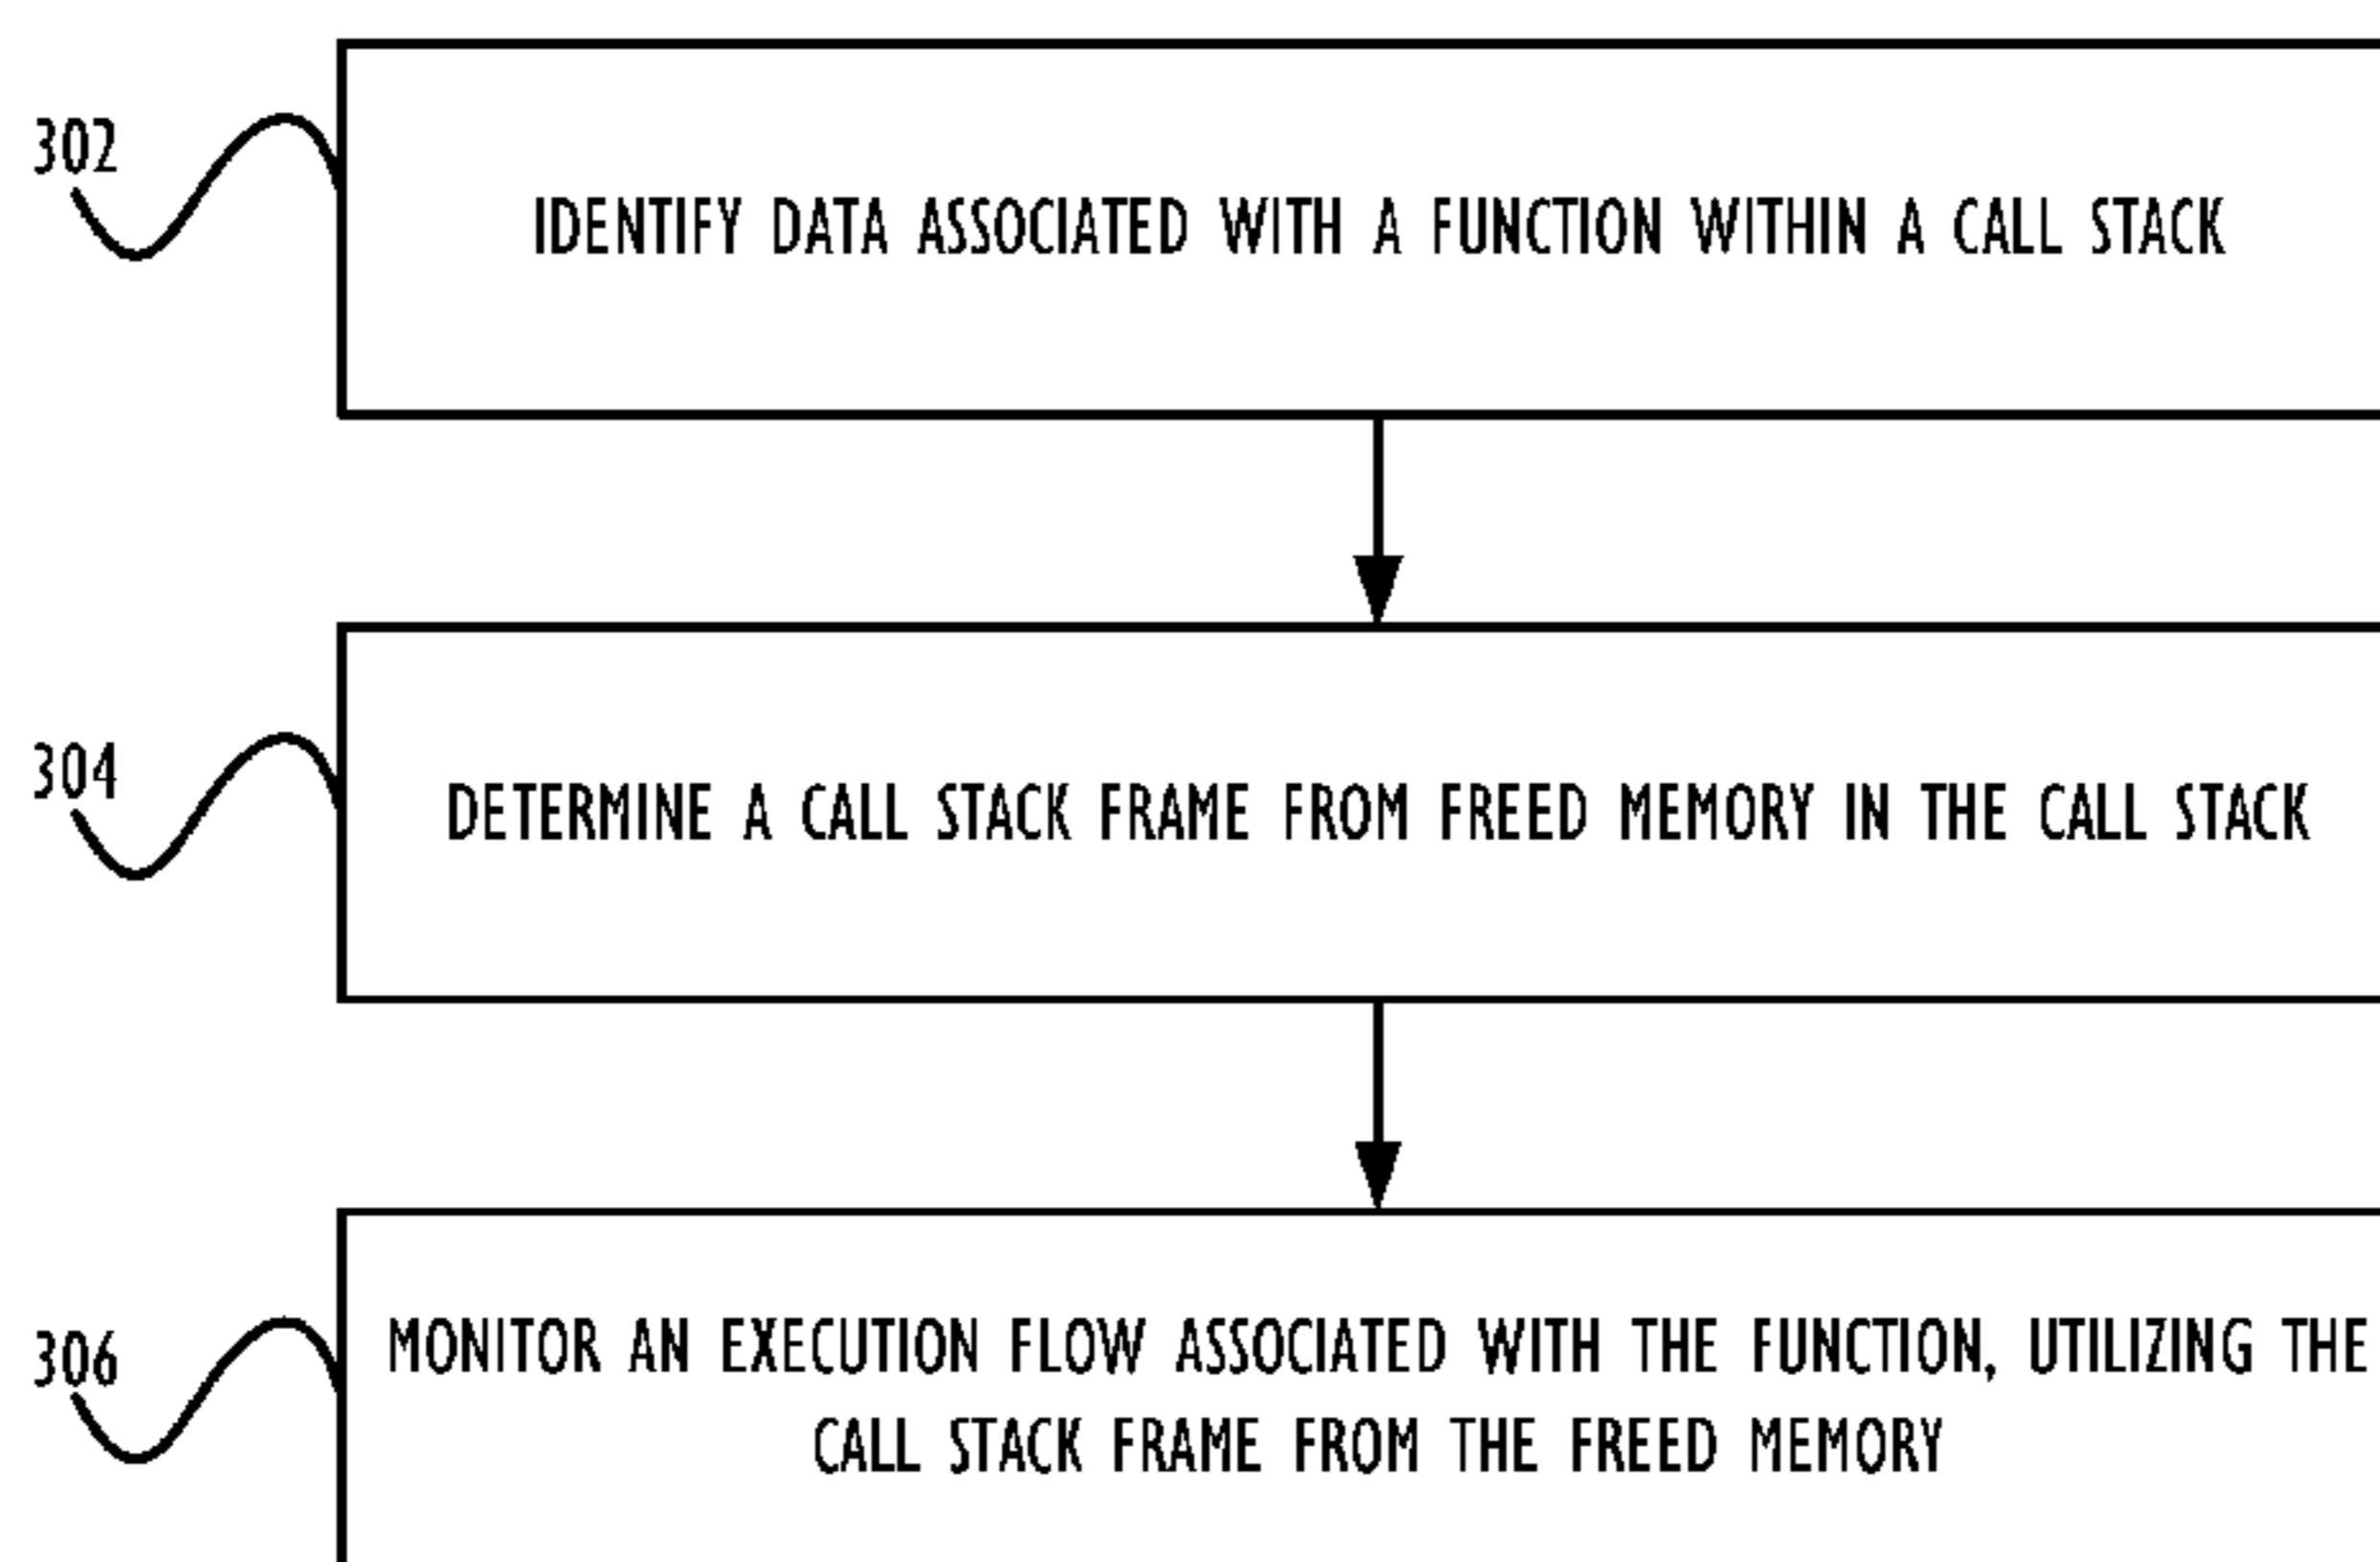 302
IDENTIFY DATA ASSOCIATED WITH A FUNCTION WITHIN A CALL STACK
304
DETERMINE A CALL STACK FRAME FROM FREED MEMORY IN THE CALL STACK
306
MONITOR AN EXECUTION FLOW ASSOCIATED WITH THE FUNCTION, UTILIZING THE
CALL STACK FRAME FROM THE FREED MEMORY